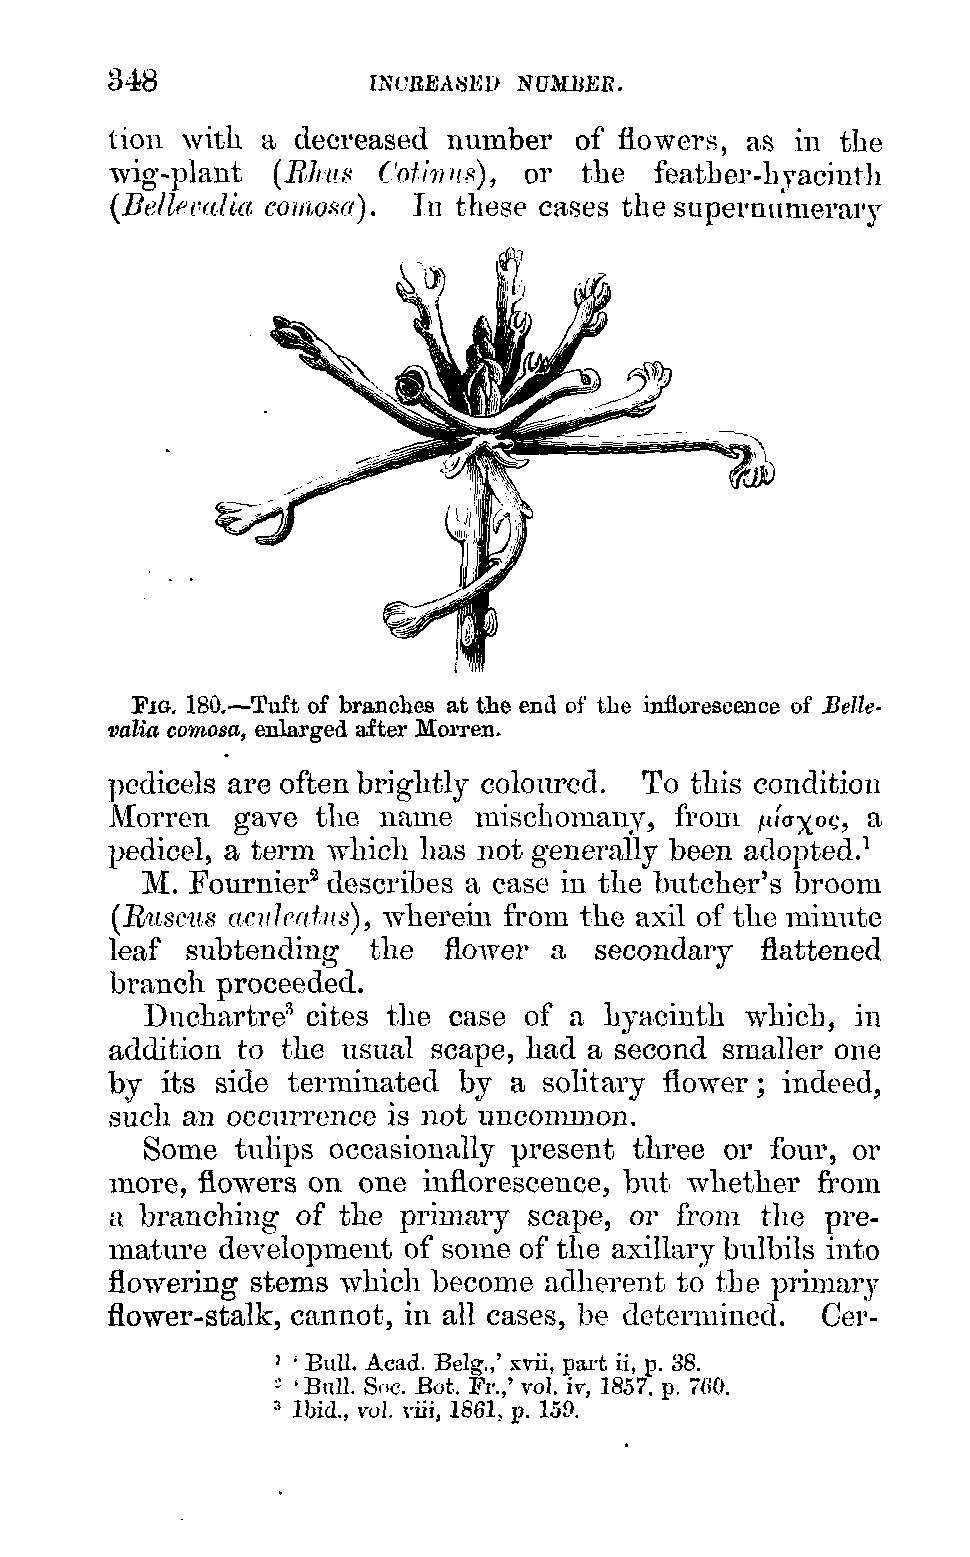 348 INCREASED NUMBER.
tion with a decreased number of flowers, as in the
wig-plant (Rhus Cotinus), or the feather-hyacinth
(Bellevalia comosa). In these cases the supernumerary
FIG. 180.—Tuft of branches at the end of the inflorescence of Belle-
valia comosa, enlarged after Morren.
pedicels are often brightly coloured. To this condition
Morren gave the name mischomany, from μίσχος, a
pedicel, a term which has not generally been adopted.¹
M. Fournier² describes a case in the butcher's broom
(Ruscus aculeatus), wherein from the axil of the minute
leaf subtending the flower a secondary flattened
branch proceeded.
Duchartre³ cites the case of a hyacinth which, in
addition to the usual scape, had a second smaller one
by its side terminated by a solitary flower; indeed,
such an occurrence is not uncommon.
Some tulips occasionally present three or four, or
more, flowers on one inflorescence, but whether from
a branching of the primary scape, or from the pre-
mature development of some of the axillary bulbils into
flowering stems which become adherent to the primary
flower-stalk, cannot, in all cases, be determined. Cer-
¹ 'Bull. Acad. Belg.,' xvii, part ii, p. 38.
² 'Bull. Soc. Bot. Fr.,' vol. iv, 1857, p. 760.
³ Ibid., vol. viii, 1861, p. 159.